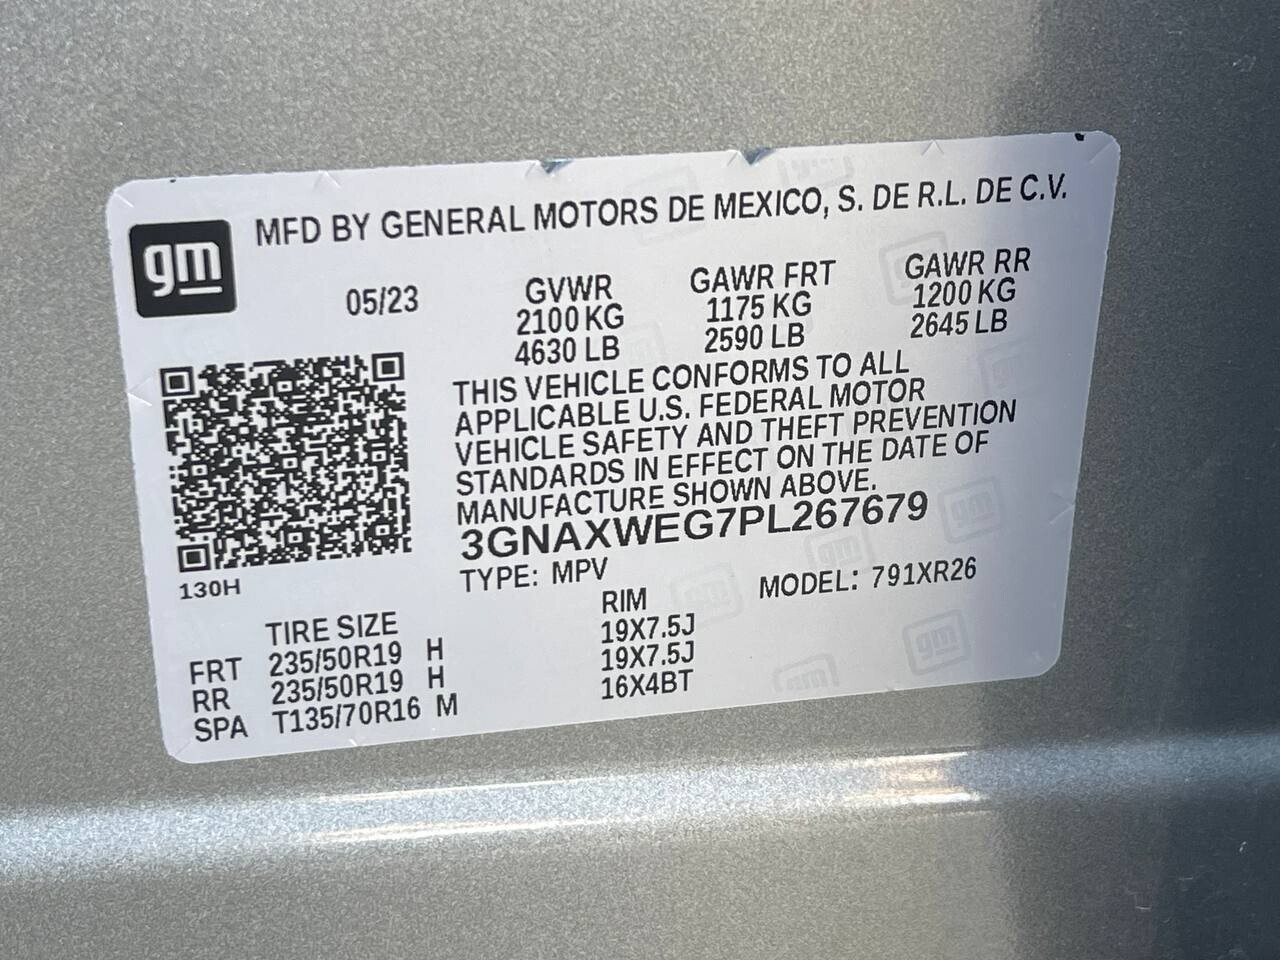 gm
MFD BY GENERAL MOTORS DE MEXICO, S. DE R.L. DE C.V.
05/23
GVWR
2100 KG
4630 LB
GAWR FRT
1175 KG
2590 LB
GAWR RR
1200 KG
2645 LB
THIS VEHICLE CONFORMS TO ALL
APPLICABLE U.S. FEDERAL MOTOR
VEHICLE SAFETY AND THEFT PREVENTION
STANDARDS IN EFFECT ON THE DATE OF
MANUFACTURE SHOWN ABOVE.
3GNAXWEG7PL267679
TYPE: MPV
MODEL: 791XR26
130H
TIRE SIZE
RIM
FRT 235/50R19 H 19X7.5J
RR 235/50R19 H 19X7.5J
SPA T135/70R16 M 16X4BT